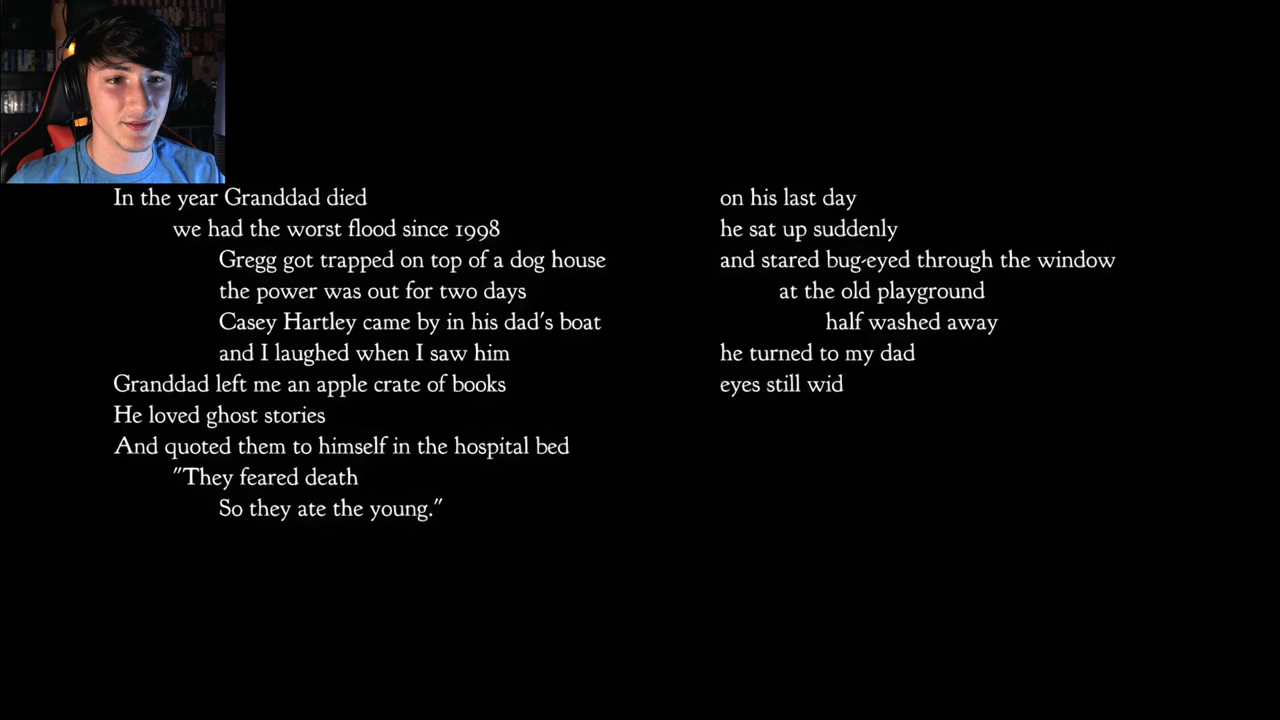 In the year Granddad died
we had the worst flood since 1998
Gregg got trapped on top of a dog house
the power was out for two days
Casey Hartley came by in his dad's boat
and I laughed when I saw him
Granddad left me an apple crate of books
He loved ghost stories
And quoted them to himself in the hospital bed
"They feared death
So they ate the young."
on his last day
he sat up suddenly
and stared bug-eyed through the window
at the old playground
half washed away
he turned to my dad
eyes still wid